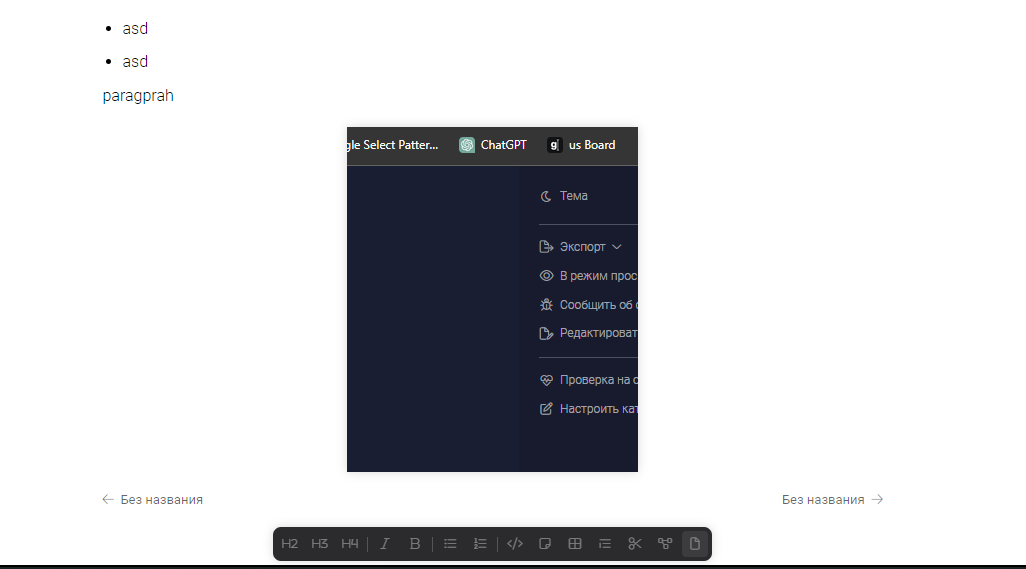 asd
asd
paragprah
gle Select Patter... ChatGPT us Board
Тема
Экспорт
В режим прос
Сообщить об
Редактироват
Проверка на с
Настроить кат
Без названия
Без названия
H2 H3 H4 I B